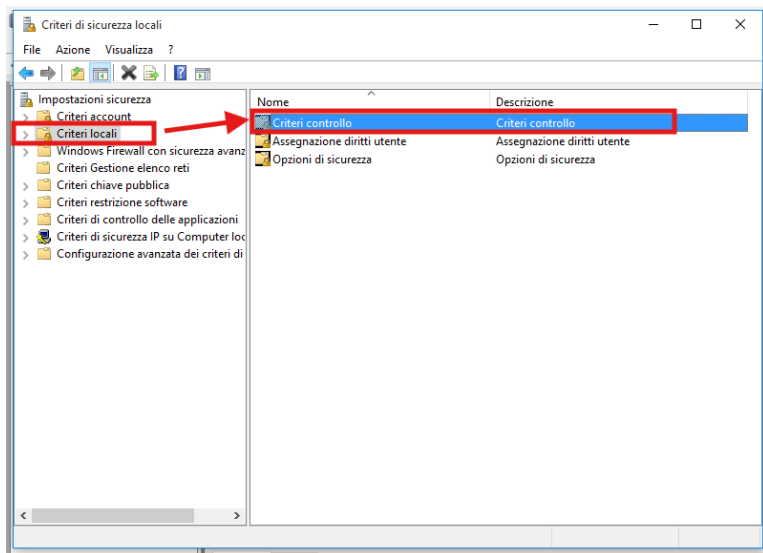 Criteri di sicurezza locali
File Azione Visualizza ?
Impostazioni sicurezza
Criteri account
Criteri locali
Windows Firewall con sicurezza avanz
Criteri Gestione elenco reti
Criteri chiave pubblica
Criteri restrizione software
Criteri di controllo delle applicazioni
Criteri di sicurezza IP su Computer loc
Configurazione avanzata dei criteri di
Nome Descrizione
Criteri controllo Criteri controllo
Assegnazione diritti utente Assegnazione diritti utente
Opzioni di sicurezza Opzioni di sicurezza